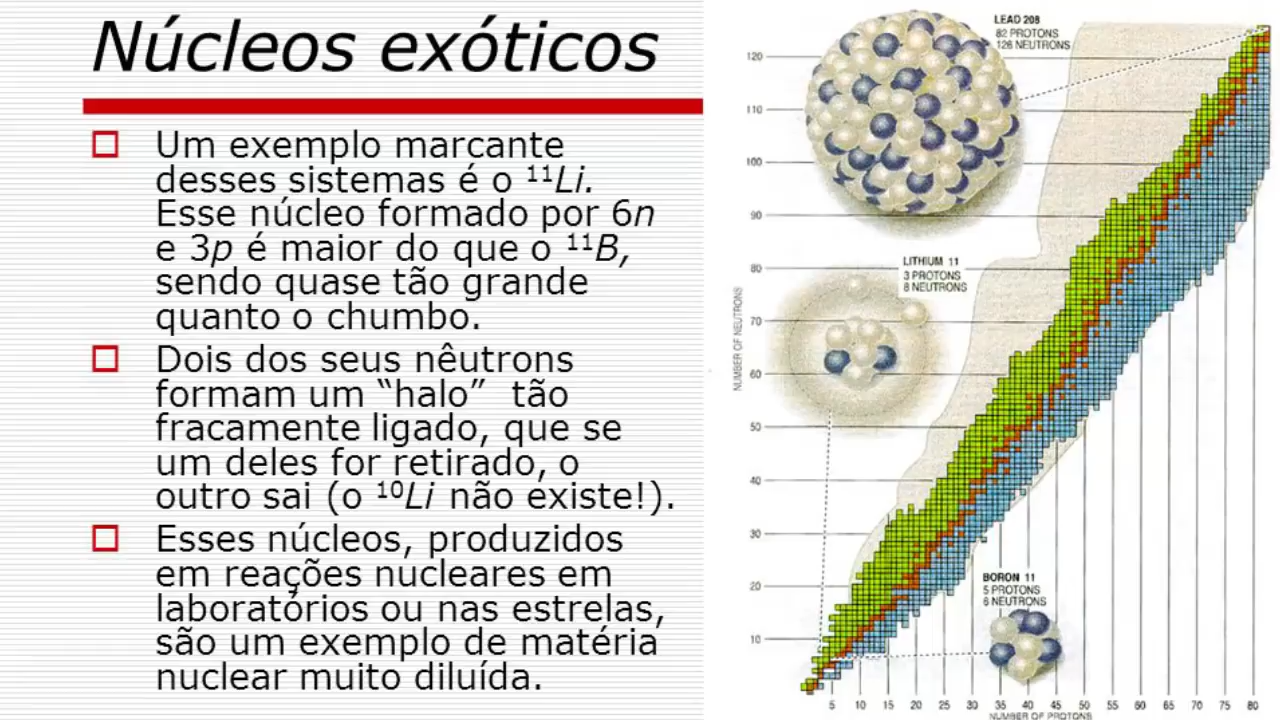 Núcleos exóticos
Um exemplo marcante
desses sistemas é o ¹¹Li.
Esse núcleo formado por 6n
e 3p é maior do que o ¹¹B,
sendo quase tão grande
quanto o chumbo.
Dois dos seus nêutrons
formam um “halo” tão
fracamente ligado, que se
um deles for retirado, o
outro sai (o ¹⁰Li não existe!).
Esses núcleos, produzidos
em reações nucleares em
laboratórios ou nas estrelas,
são um exemplo de matéria
nuclear muito diluída.
LEAD 208
82 PROTONS
126 NEUTRONS
LITHIUM 11
3 PROTONS
8 NEUTRONS
BORON 11
5 PROTONS
6 NEUTRONS
NUMBER OF NEUTRONS
120
110
100
90
80
70
60
50
40
30
20
10
5 10 15 20 25 30 35 40 45 50 55 60 65 70 75 80
NUMBER OF PROTONS